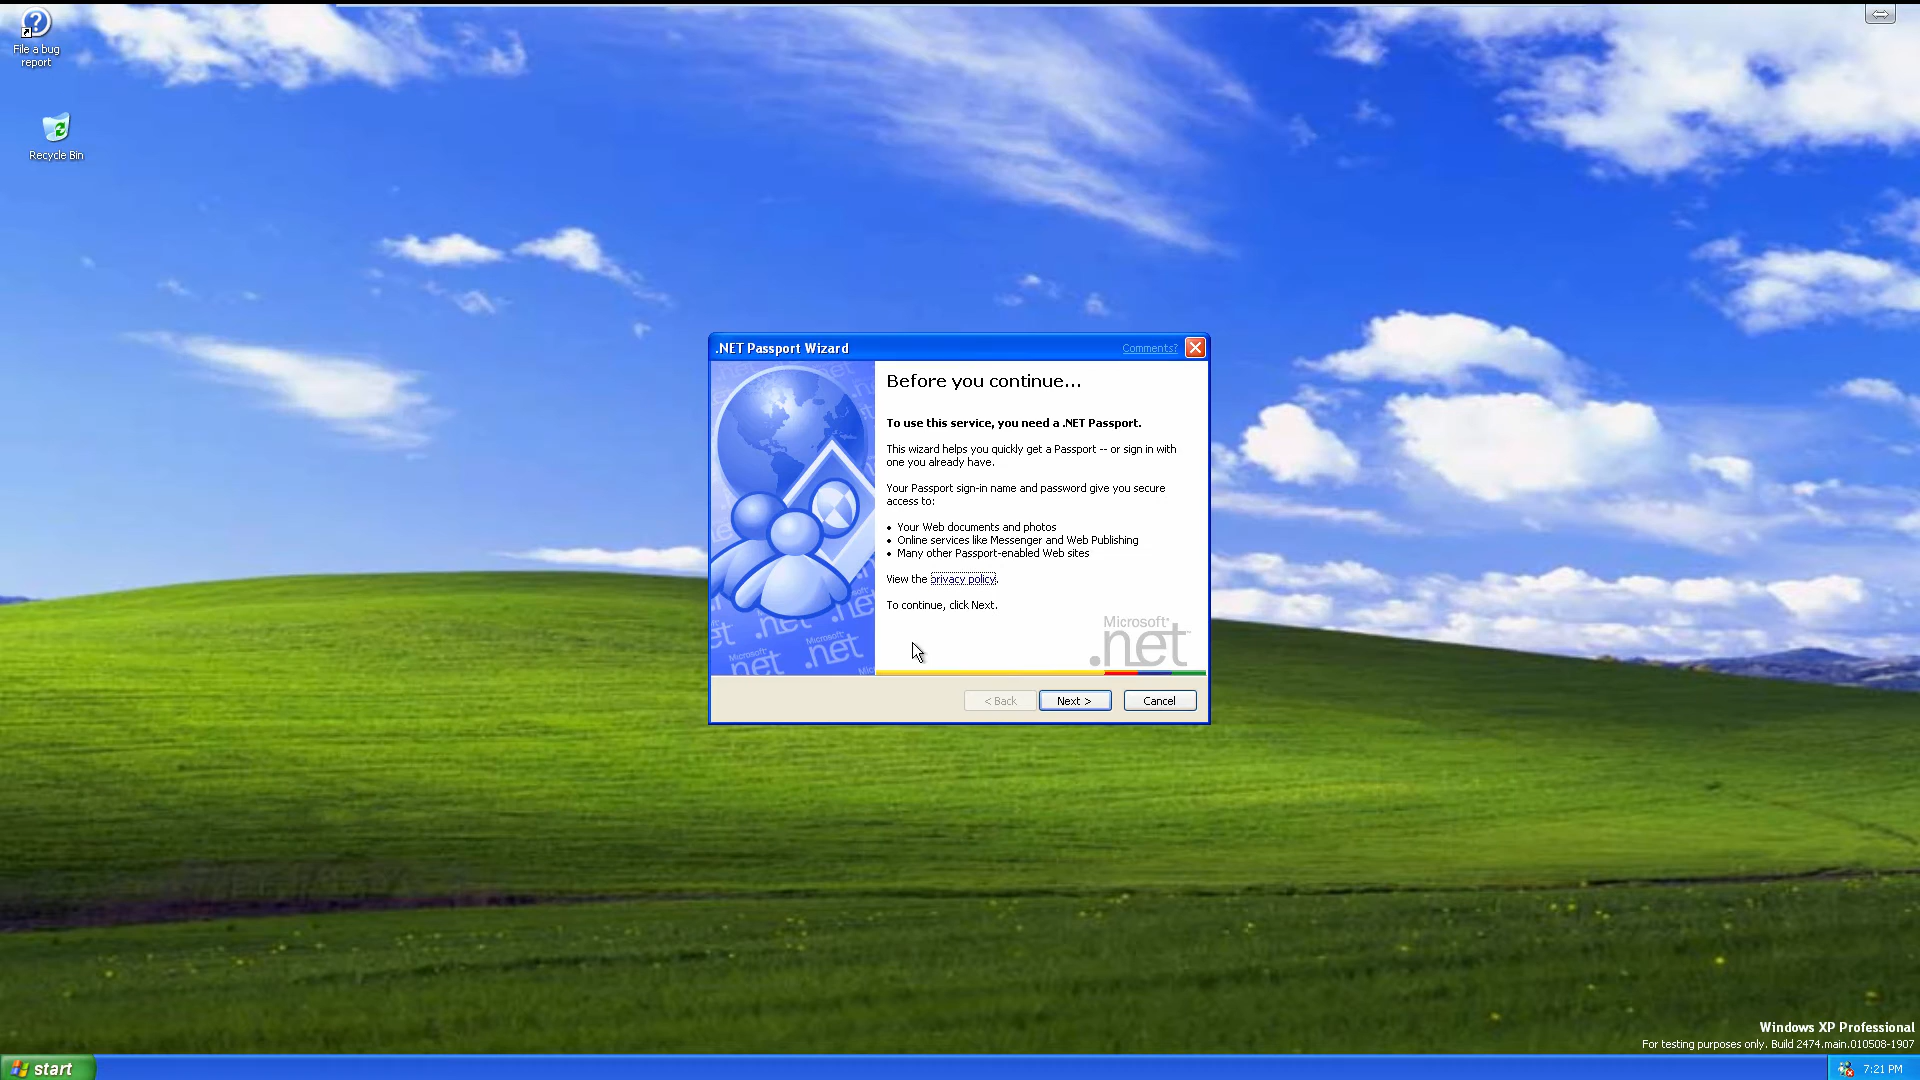 File a bug
report
Recycle Bin
.NET Passport Wizard
Comments?
Before you continue...
To use this service, you need a .NET Passport.
This wizard helps you quickly get a Passport -- or sign in with
one you already have.
Your Passport sign-in name and password give you secure
access to:
• Your Web documents and photos
• Online services like Messenger and Web Publishing
• Many other Passport-enabled Web sites
View the privacy policy.
To continue, click Next.
Microsoft®
.net™
< Back
Next >
Cancel
Windows XP Professional
For testing purposes only. Build 2474.main.010508-1907
start
7:21 PM